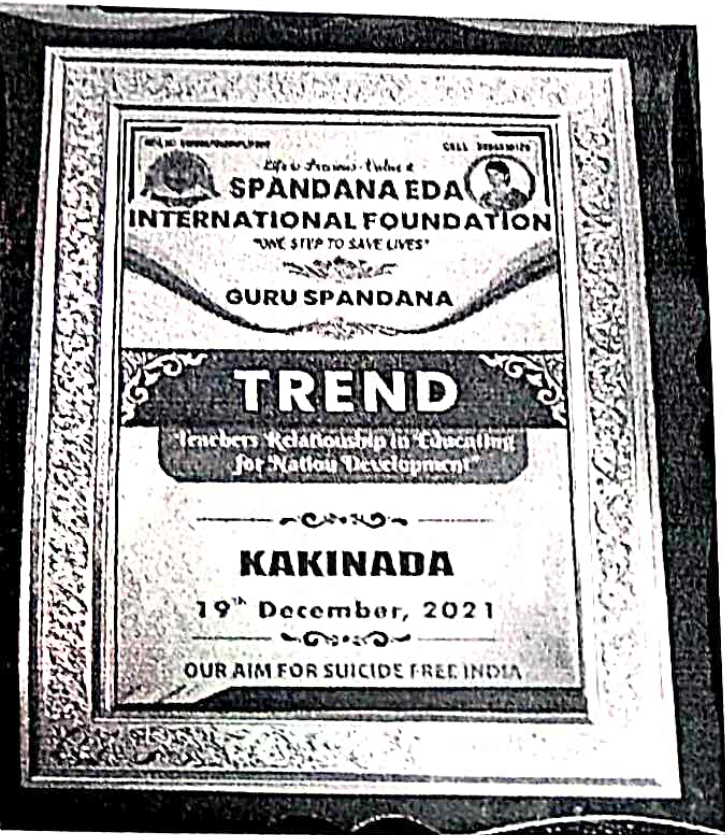 Life is Precious - Value it
SPANDANA EDA
INTERNATIONAL FOUNDATION
"ONE STEP TO SAVE LIVES"
GURU SPANDANA
TREND
Teachers Relationship in Educating
for Nation Development"
KAKINADA
19th December, 2021
OUR AIM FOR SUICIDE FREE INDIA